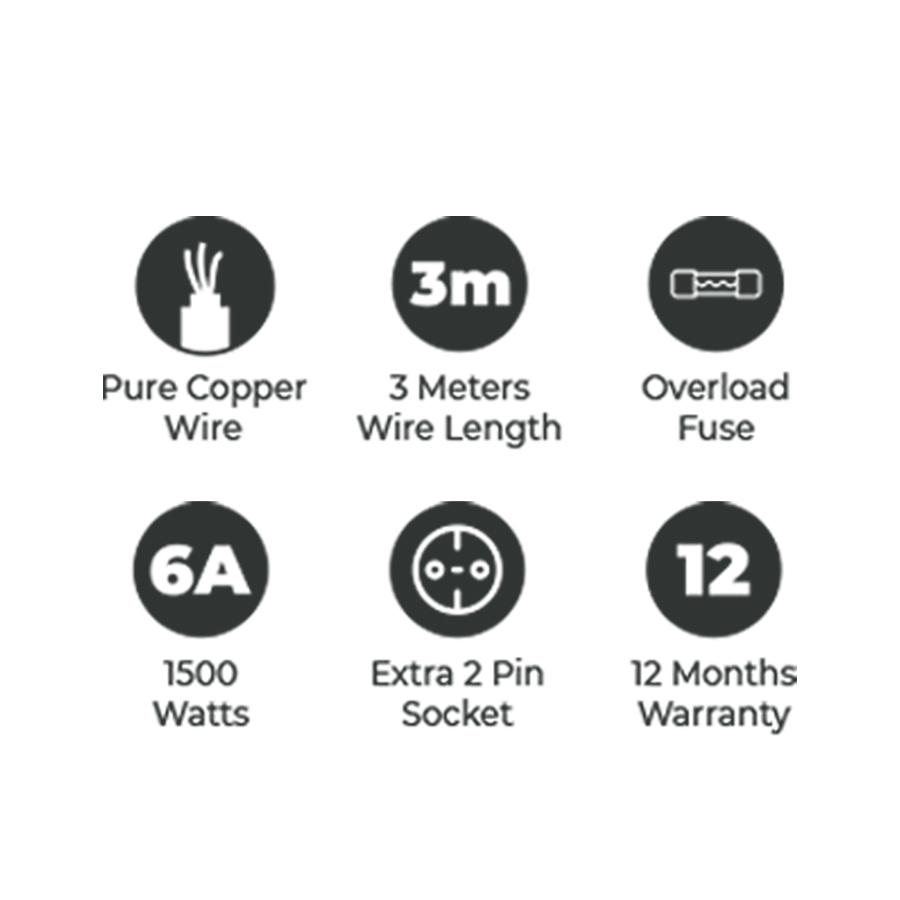 3m
Pure Copper
Wire
3 Meters
Wire Length
Overload
Fuse
6A
12
1500
Watts
Extra 2 Pin
Socket
12 Months
Warranty